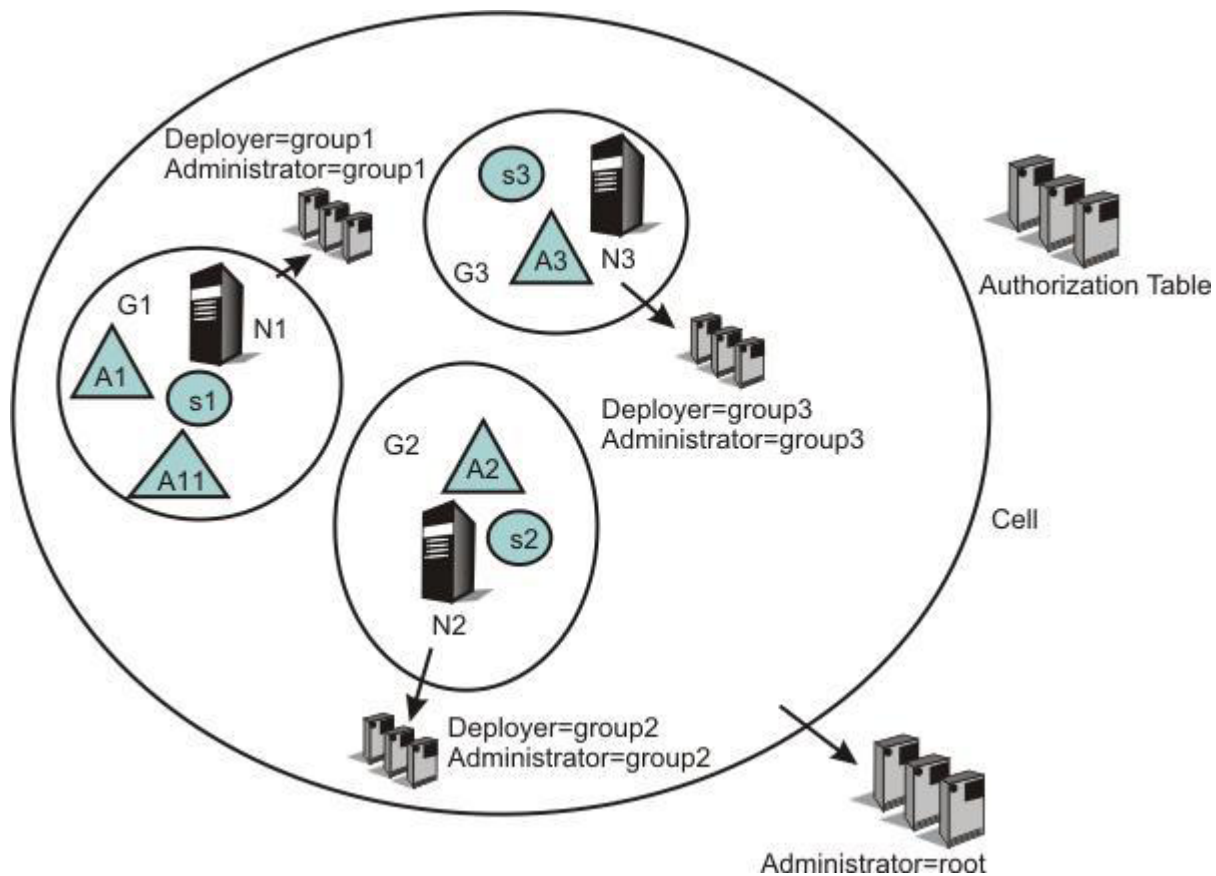 Deployer=group1
Administrator=group1
s3
A3
N3
G3
Authorization Table
G1
N1
A1
s1
A11
Deployer=group3
Administrator=group3
G2
A2
s2
N2
Cell
Deployer=group2
Administrator=group2
Administrator=root